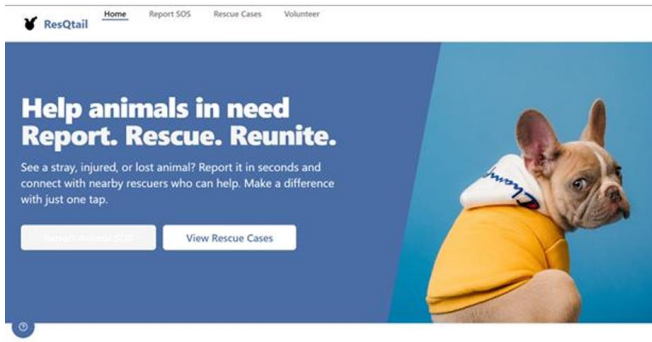 ResQtail
Home
Report SOS
Rescue Cases
Volunteer
Help animals in need
Report. Rescue. Reunite.
See a stray, injured, or lost animal? Report it in seconds and
connect with nearby rescuers who can help. Make a difference
with just one tap.
View Rescue Cases
Champ